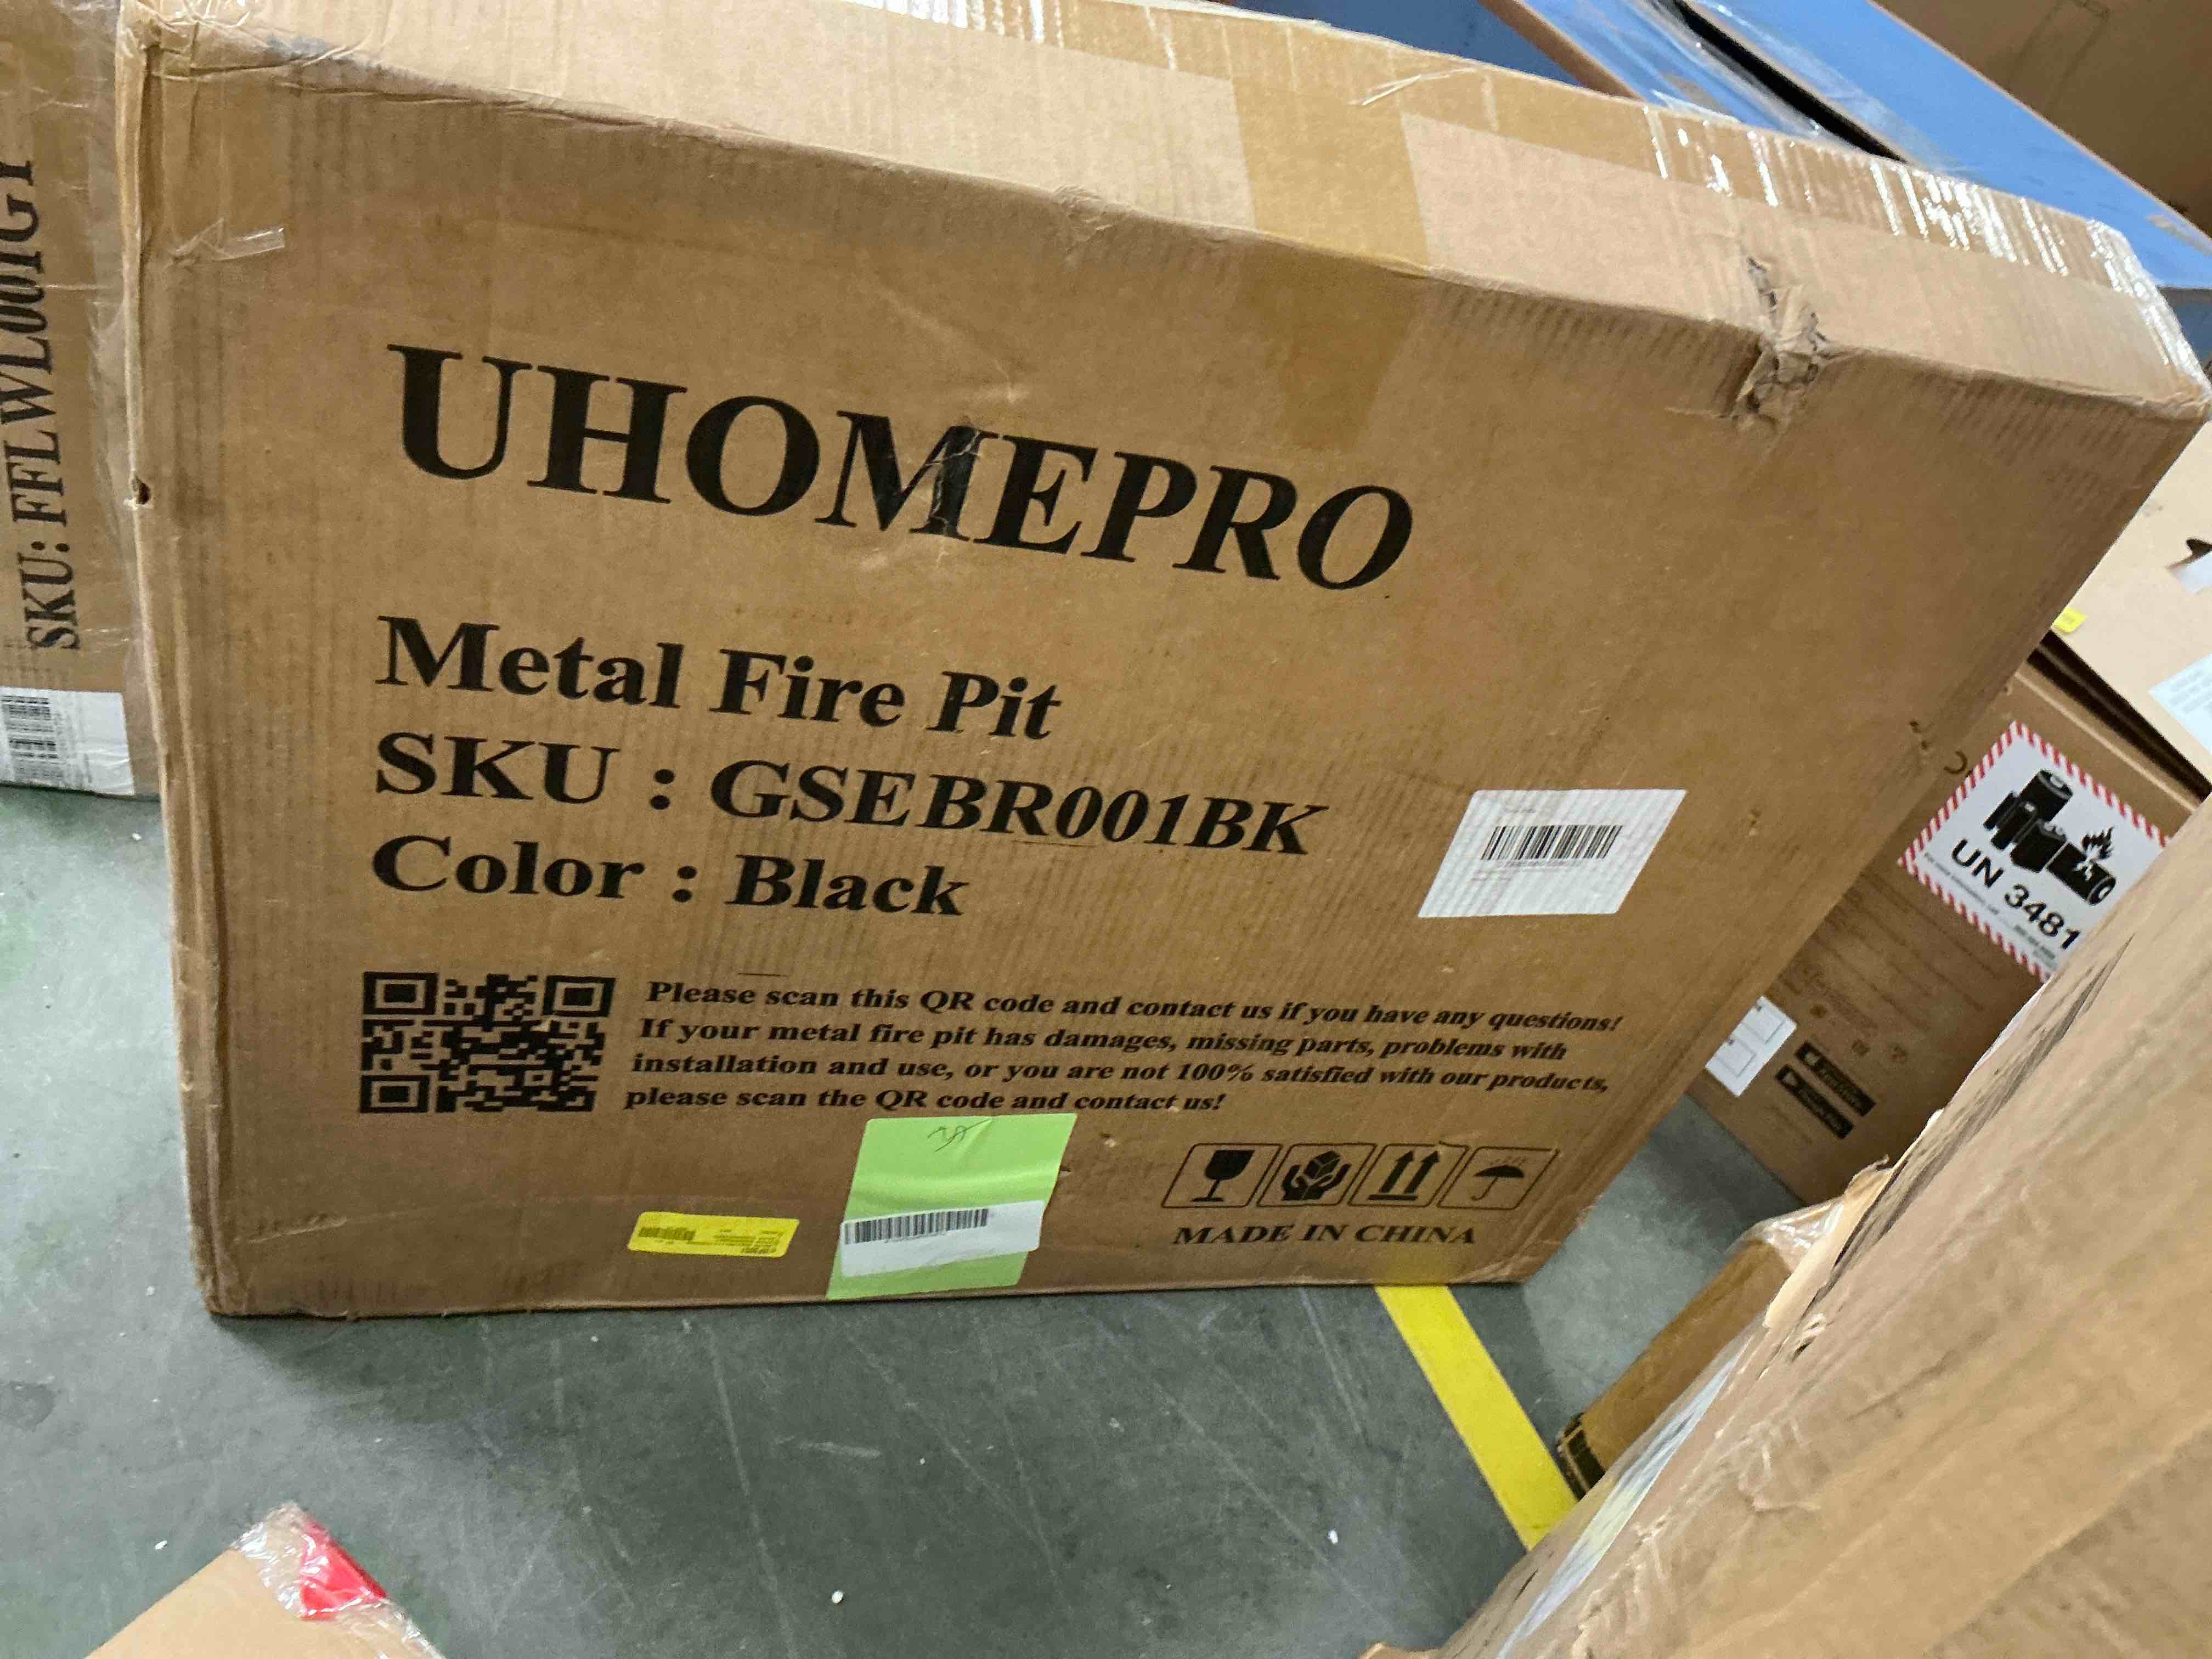 UHOMEPRO
Metal Fire Pit
SKU : GSEBR001BK
Color : Black
Please scan this QR code and contact us if you have any questions!
If your metal fire pit has damages, missing parts, problems with
installation and use, or you are not 100% satisfied with our products,
please scan the QR code and contact us!
MADE IN CHINA
SKU: FFLWL001GY
UN 3481